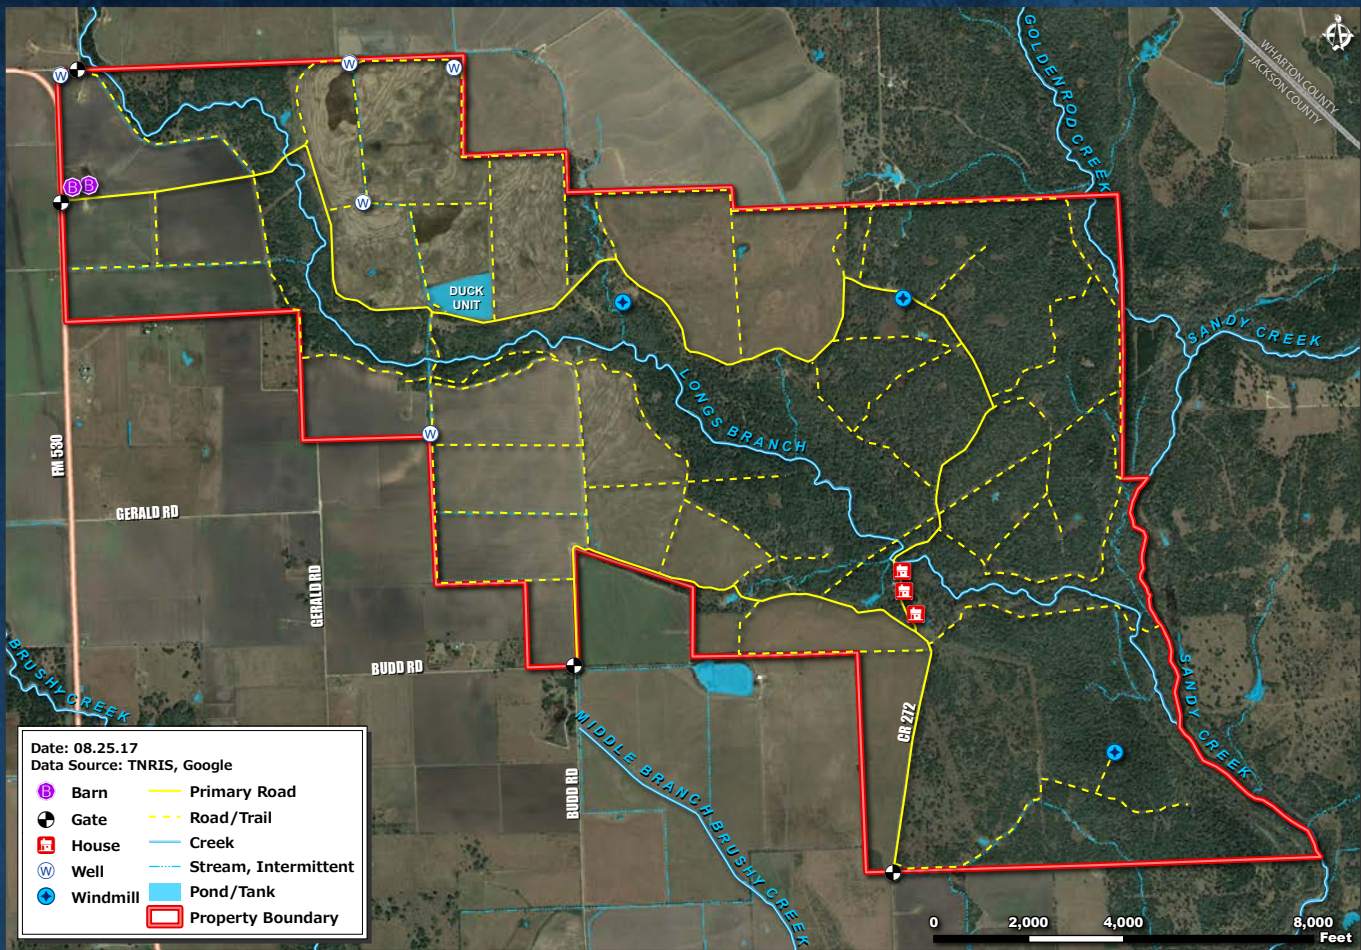 GOLDENROD CREEK
WHARTON COUNTY
JACKSON COUNTY
W
W
W
B B
W
DUCK
UNIT
SANDY CREEK
LONGS BRANCH
W
FM 530
GERALD RD
GERALD RD
BUDD RD
BRUSHY CREEK
SANDY CREEK
CR 272
MIDDLE BRANCH BRUSHY CREEK
BUDD RD
Date: 08.25.17
Data Source: TNRIS, Google
B Barn
Primary Road
Gate
Road/Trail
House
Creek
W Well
Stream, Intermittent
Windmill
Pond/Tank
Property Boundary
0 2,000 4,000 8,000
Feet